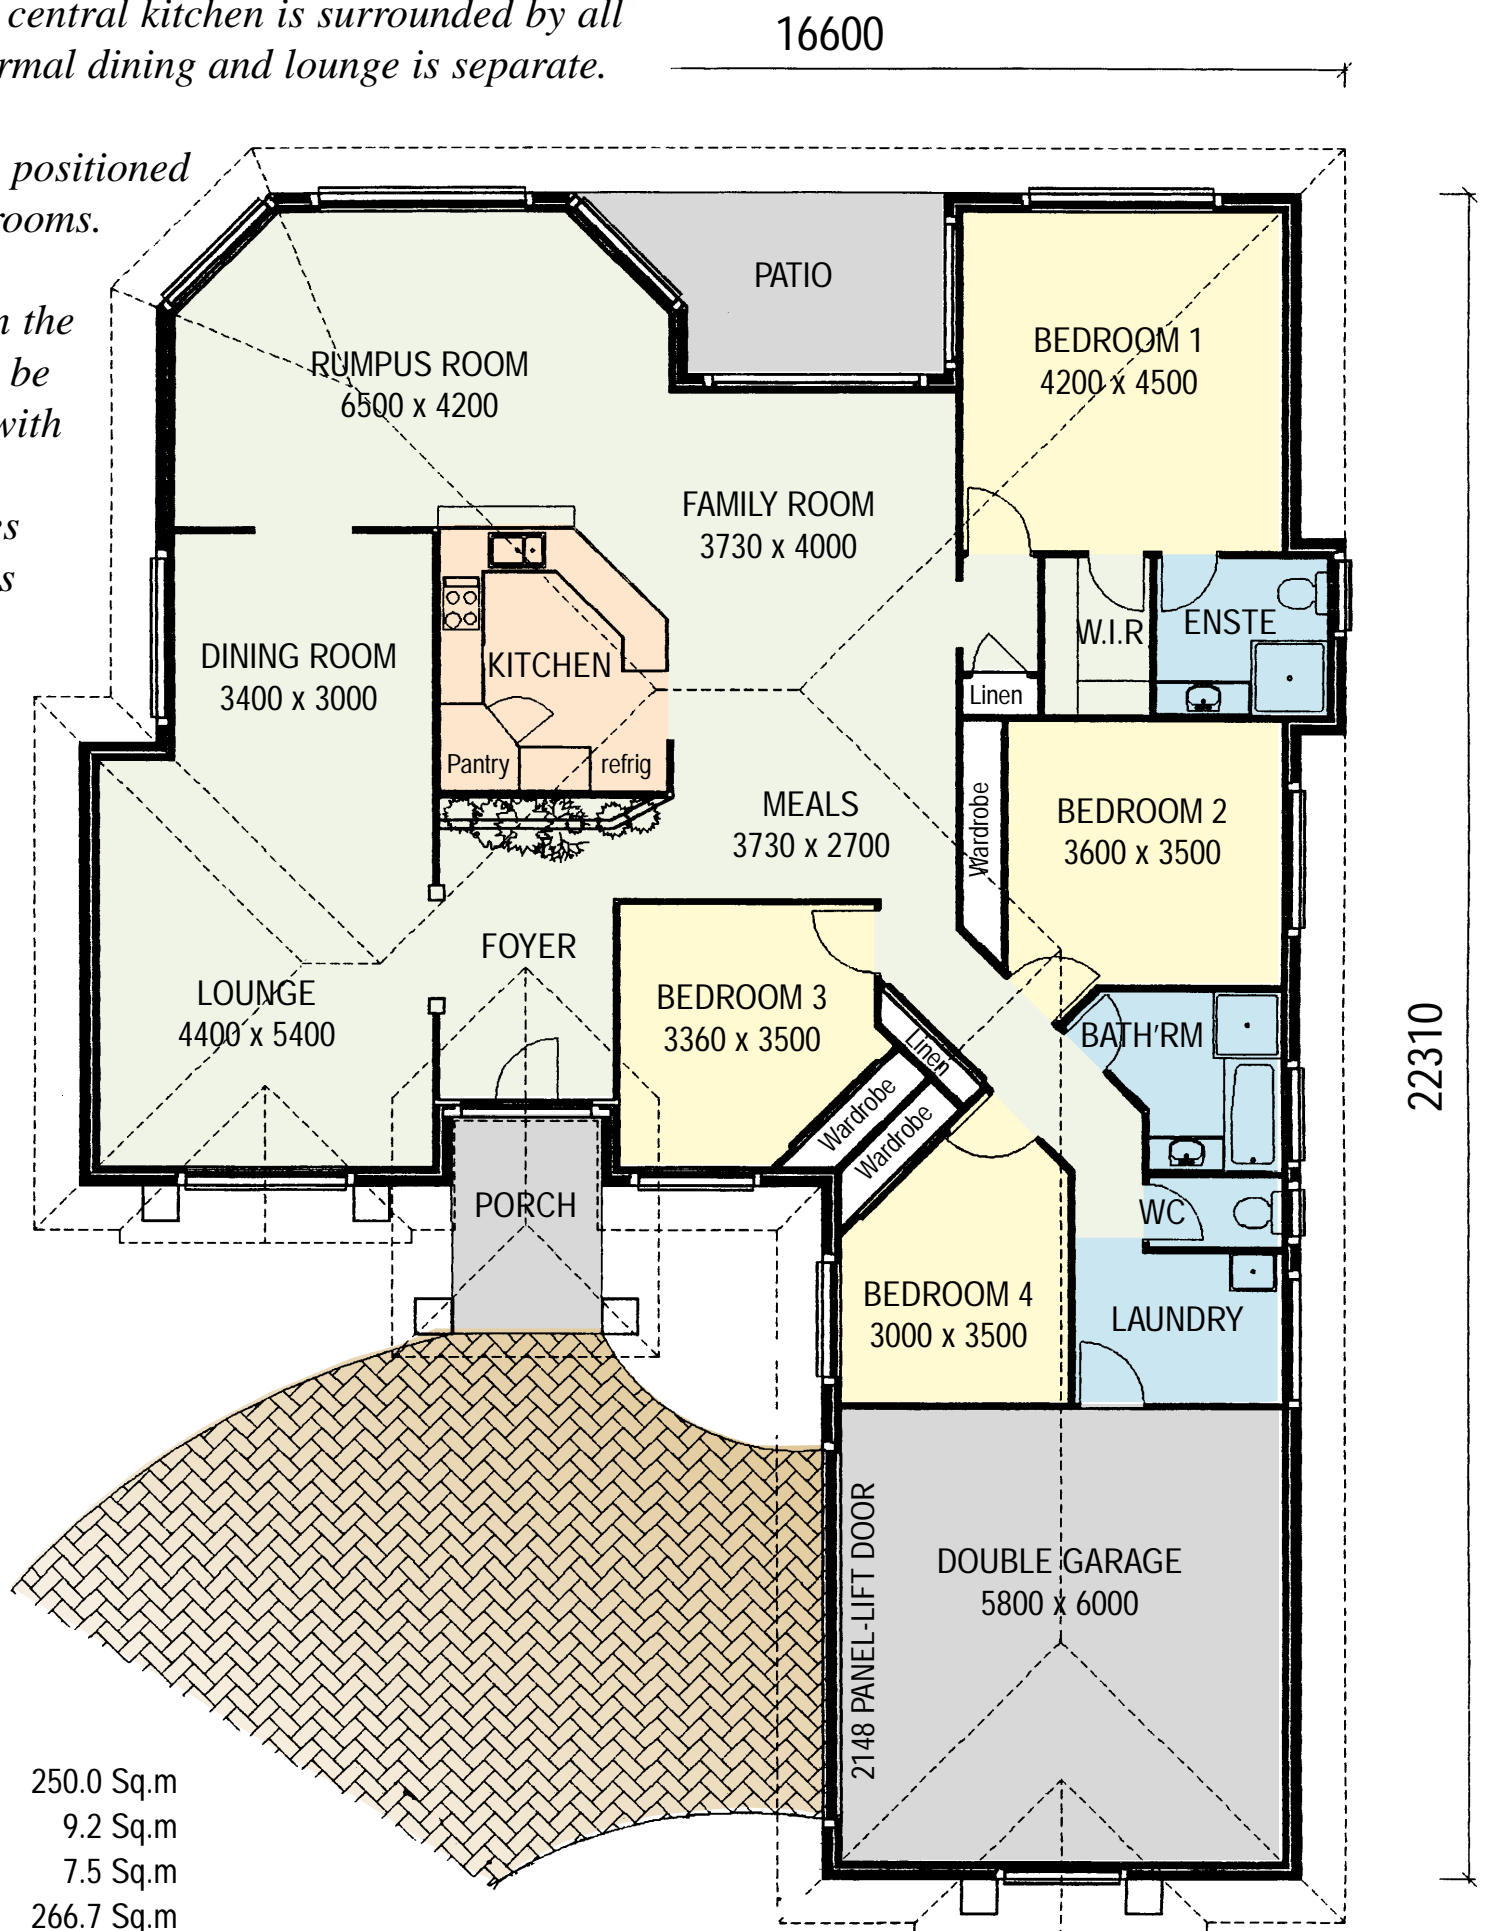 central kitchen is surrounded by all
rmal dining and lounge is separate.
positioned
rooms.
n the
be
with
es
s
16600
22310
PATIO
BEDROOM 1
4200 x 4500
RUMPUS ROOM
6500 x 4200
FAMILY ROOM
3730 x 4000
DINING ROOM
3400 x 3000
KITCHEN
W.I.R
ENSTE
Linen
Pantry
refrig
MEALS
3730 x 2700
Wardrobe
BEDROOM 2
3600 x 3500
FOYER
LOUNGE
4400 x 5400
BEDROOM 3
3360 x 3500
Linen
Wardrobe
Wardrobe
BATH'RM
PORCH
WC
BEDROOM 4
3000 x 3500
LAUNDRY
2148 PANEL-LIFT DOOR
DOUBLE GARAGE
5800 x 6000
250.0 Sq.m
9.2 Sq.m
7.5 Sq.m
266.7 Sq.m